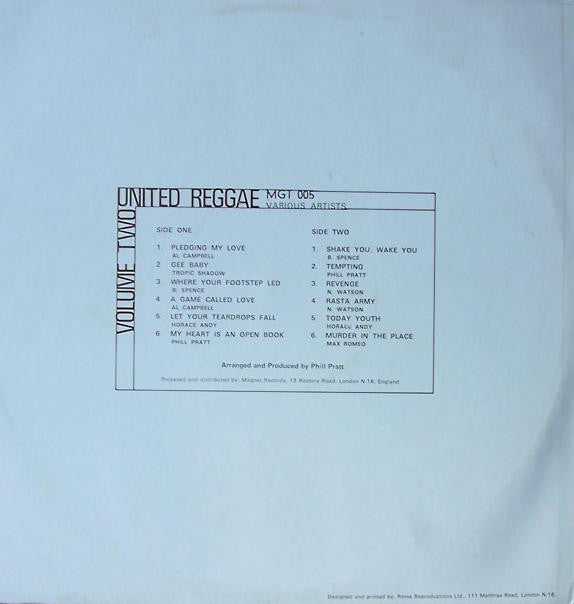 UNITED REGGAE MGT 005
VARIOUS ARTISTS
VOLUME TWO
SIDE ONE
1. PLEDGING MY LOVE
AL CAMPBELL
2. GEE BABY
TROPIC SHADOW
3. WHERE YOUR FOOTSTEP LED
B. SPENCE
4. A GAME CALLED LOVE
AL CAMPBELL
5. LET YOUR TEARDROPS FALL
HORACE ANDY
6. MY HEART IS AN OPEN BOOK
PHILL PRATT
SIDE TWO
1. SHAKE YOU, WAKE YOU
B. SPENCE
2. TEMPTING
PHILL PRATT
3. REVENGE
N. WATSON
4. RASTA ARMY
N. WATSON
5. TODAY YOUTH
HORACE ANDY
6. MURDER IN THE PLACE
MAX ROMEO
Arranged and Produced by Phill Pratt
Released and distributed by: Magnet Records, Road, London N.16, England
Designed and printed by: Rema Reproductions Ltd., 111 Matthias Road, London N.16.